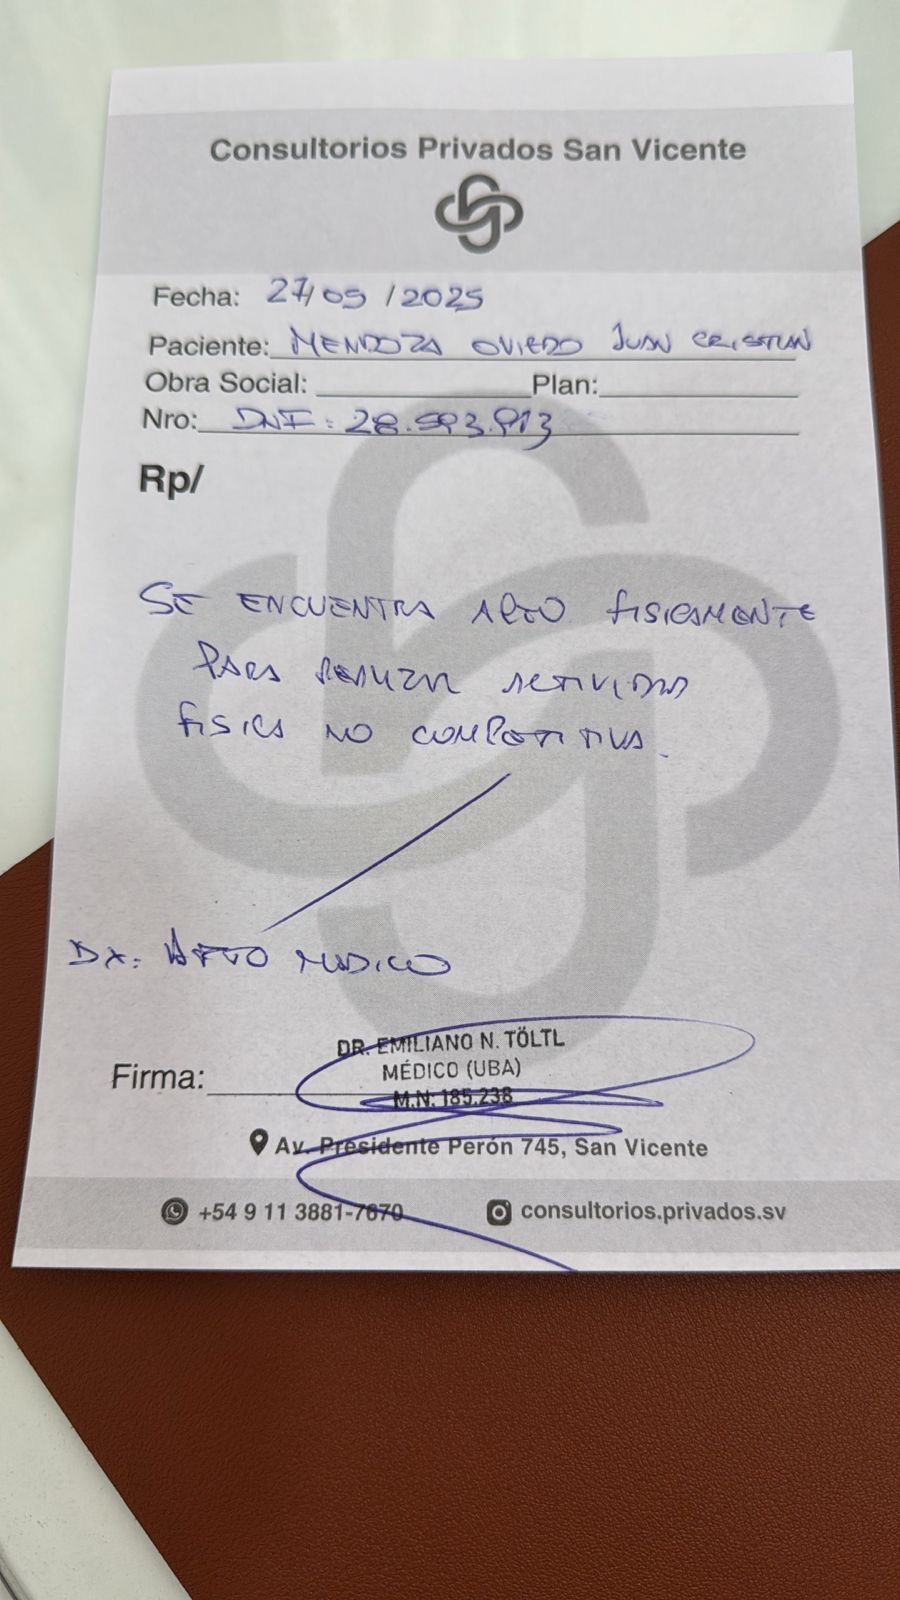 Consultorios Privados San Vicente
Fecha: 27/05/2025
Paciente: MENDOZA OVIEDO JUAN CRISTIAN
Obra Social: Plan:
Nro: DNI: 28.593.913
Rp/
SE ENCUENTRA APTO FISICAMENTE
PARA REALIZAR ACTIVIDAD
FISICA NO COMPETITIVA.
DX: APTO MEDICO
DR. EMILIANO N. TÖLTL
MÉDICO (UBA)
Firma:
M.N: 185.238
Av. Presidente Perón 745, San Vicente
+54 9 11 3881-7670 consultorios.privados.sv